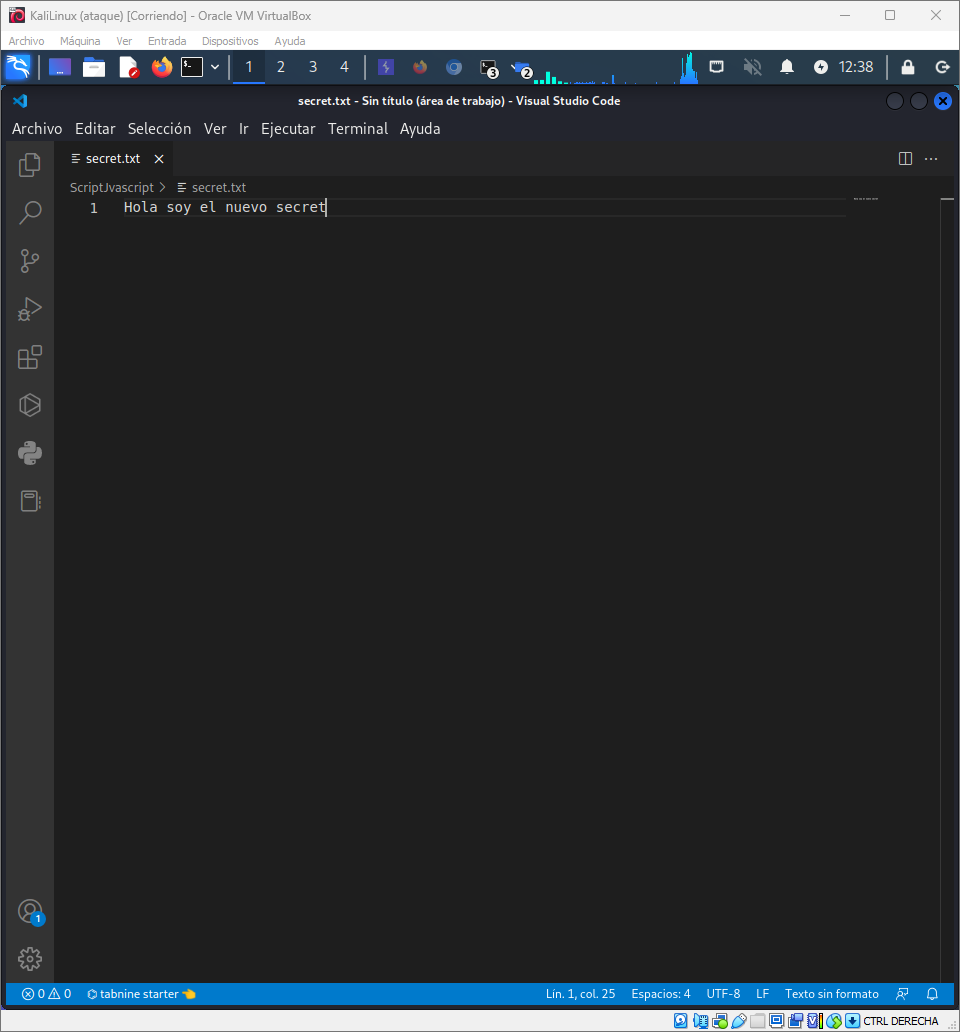 KaliLinux (ataque) [Corriendo] - Oracle VM VirtualBox
Archivo Máquina Ver Entrada Dispositivos Ayuda
1 2 3 4 3 2 12:38
secret.txt - Sin título (área de trabajo) - Visual Studio Code
Archivo Editar Selección Ver Ir Ejecutar Terminal Ayuda
secret.txt
ScriptJvascript > secret.txt
1 Hola soy el nuevo secret
1
0 0 tabnine starter Lín. 1, col. 25 Espacios: 4 UTF-8 LF Texto sin formato
CTRL DERECHA